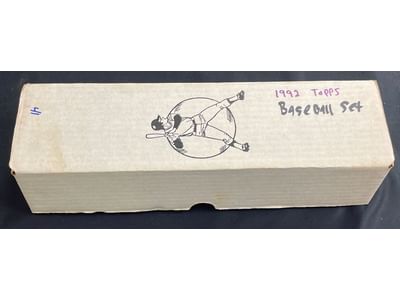 1992 Topps
Baseball Set